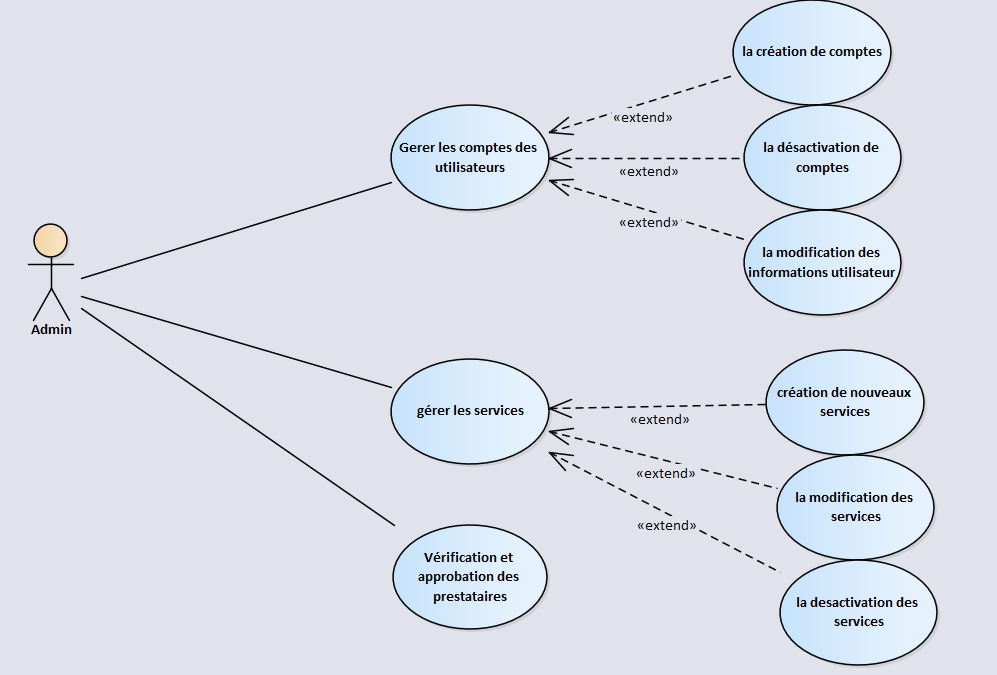 la création de comptes
«extend»
Gerer les comptes des
utilisateurs
la désactivation de
comptes
«extend»
«extend»
la modification des
informations utilisateur
Admin
gérer les services
création de nouveaux
services
«extend»
«extend»
la modification des
services
«extend»
Vérification et
approbation des
prestataires
la desactivation des
services